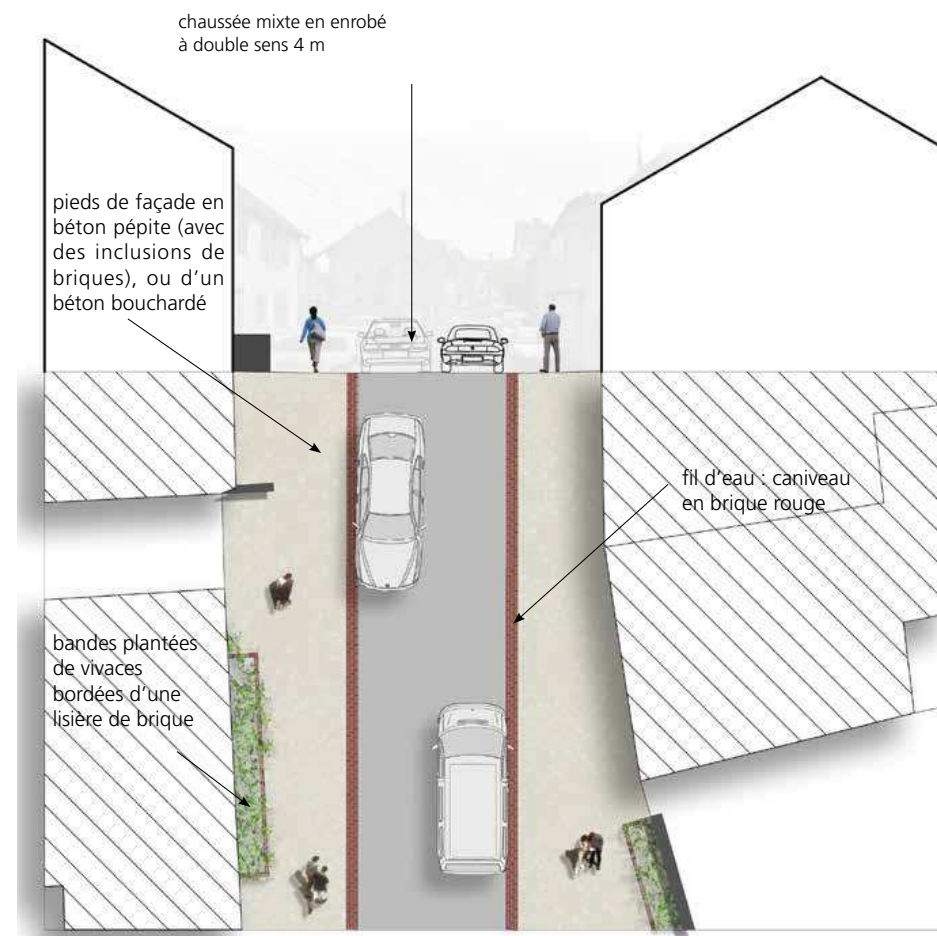 chaussée mixte en enrobé
à double sens 4 m
pieds de façade en
béton pépite (avec
des inclusions de
briques), ou d'un
béton bouchardé
fil d'eau : caniveau
en brique rouge
bandes plantées
de vivaces
bordées d'une
lisière de brique